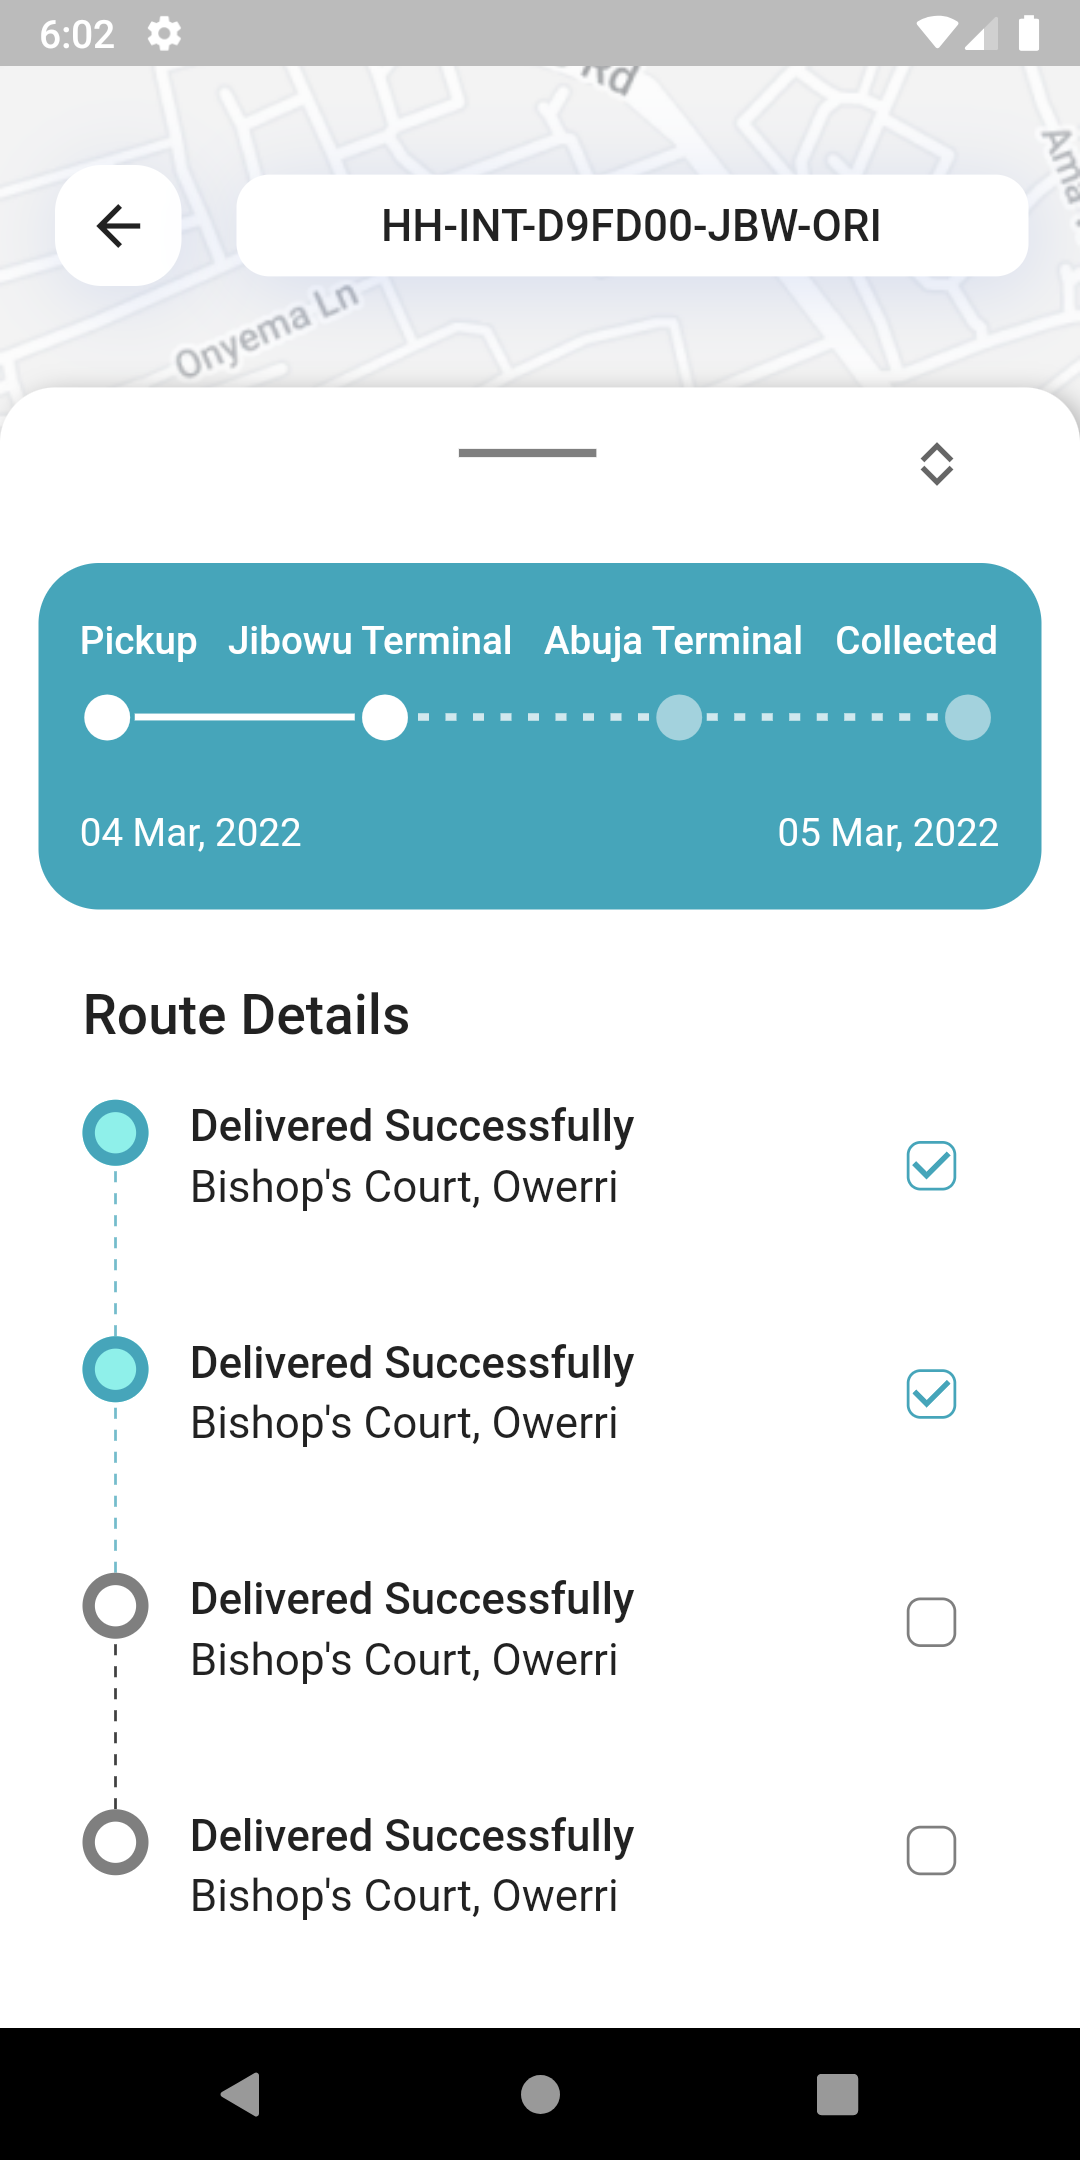 6:02
Rd
Ama
HH-INT-D9FD00-JBW-ORI
Onyema Ln
Pickup Jibowu Terminal Abuja Terminal Collected
04 Mar, 2022 05 Mar, 2022
Route Details
Delivered Successfully
Bishop's Court, Owerri
Delivered Successfully
Bishop's Court, Owerri
Delivered Successfully
Bishop's Court, Owerri
Delivered Successfully
Bishop's Court, Owerri